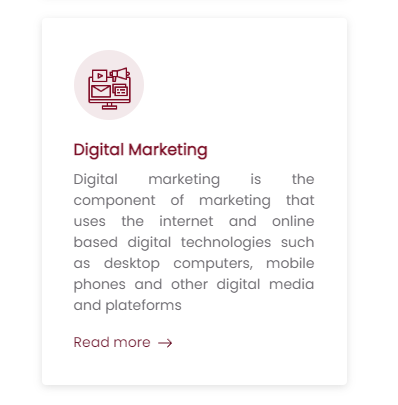 Digital Marketing
Digital marketing is the
component of marketing that
uses the internet and online
based digital technologies such
as desktop computers, mobile
phones and other digital media
and plateforms
Read more →